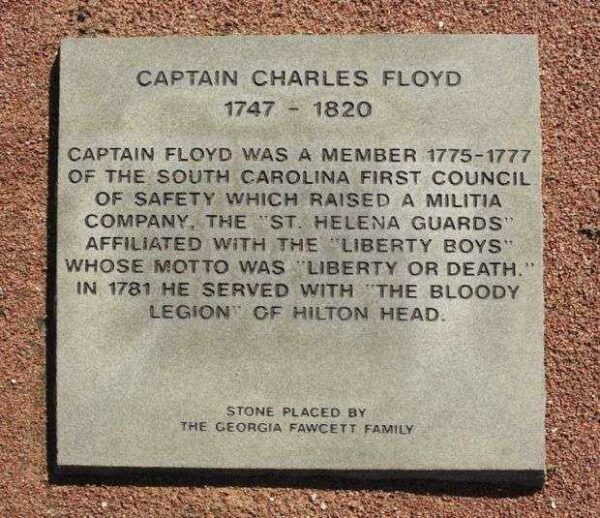 CAPTAIN CHARLES FLOYD
1747 - 1820
CAPTAIN FLOYD WAS A MEMBER 1775-1777
OF THE SOUTH CAROLINA FIRST COUNCIL
OF SAFETY WHICH RAISED A MILITIA
COMPANY, THE "ST. HELENA GUARDS"
AFFILIATED WITH THE "LIBERTY BOYS"
WHOSE MOTTO WAS "LIBERTY OR DEATH."
IN 1781 HE SERVED WITH "THE BLOODY
LEGION" OF HILTON HEAD.
STONE PLACED BY
THE GEORGIA FAWCETT FAMILY